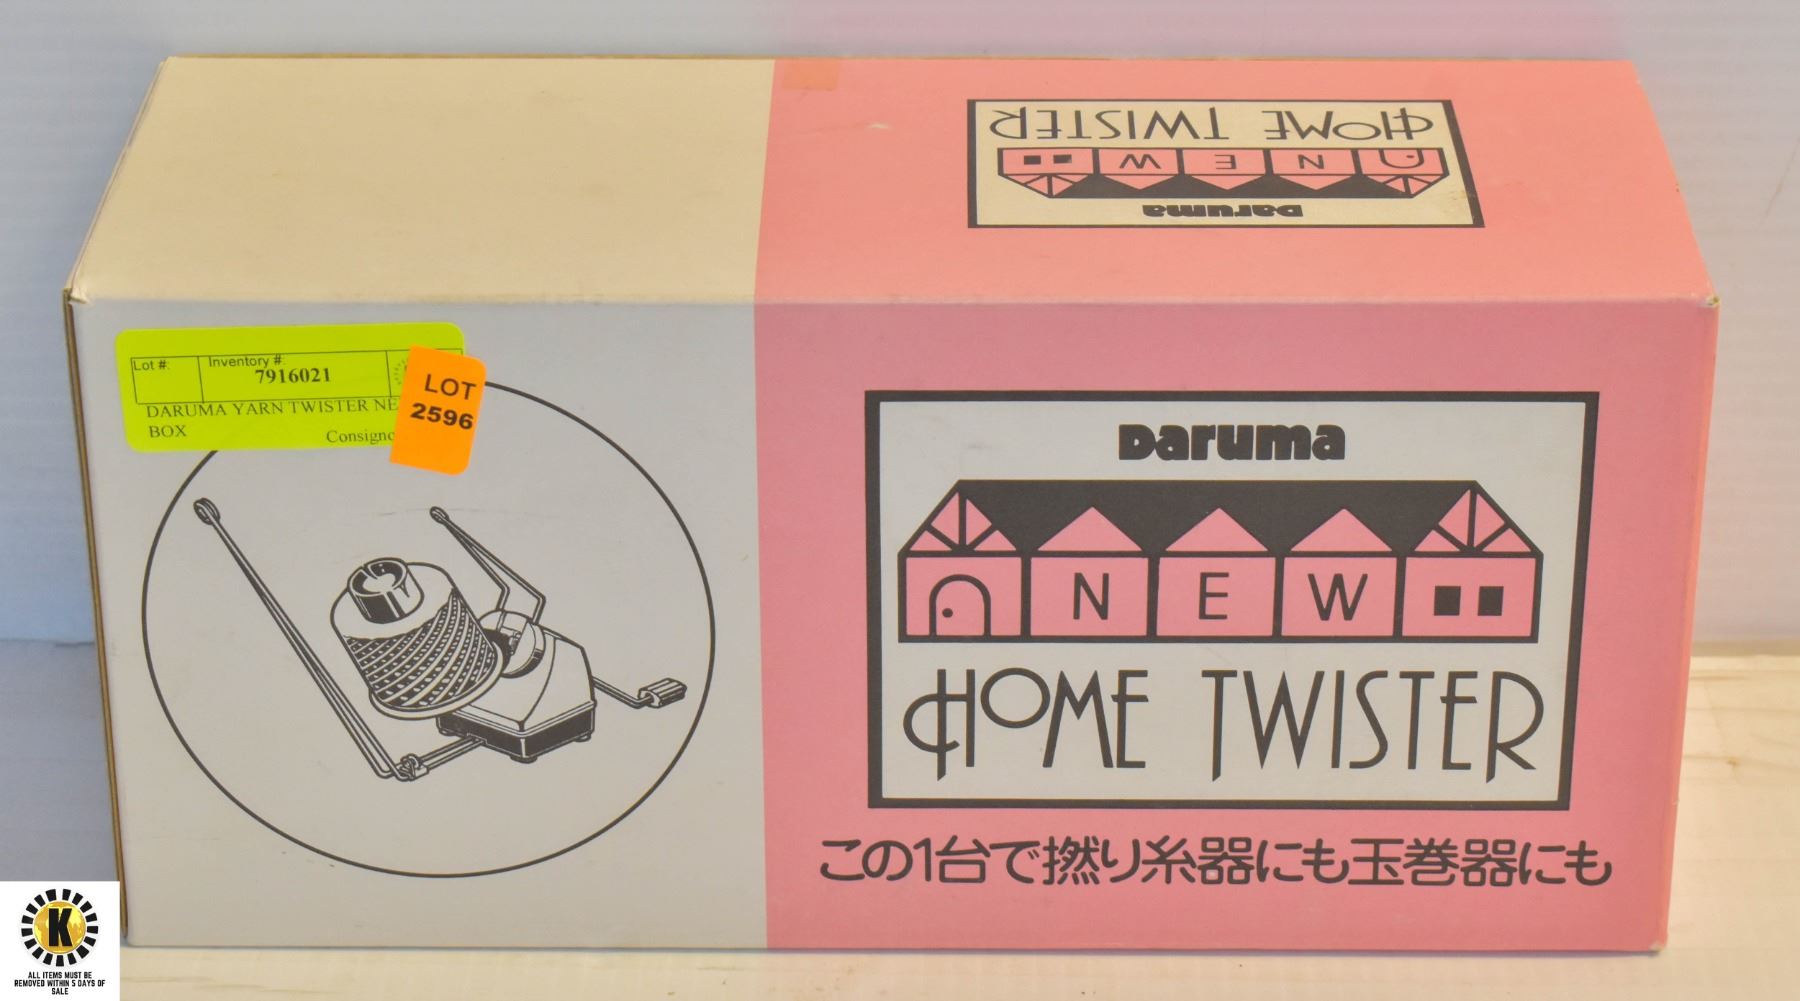 HOME TWISTER
NEW
Daruma
Lot #:
Inventory #:
7916021
DARUMA YARN TWISTER NE
BOX
Consigno
LOT
2596
Daruma
NEW
HOME TWISTER
この1台で撚り糸器にも玉巻器にも
K
ALL ITEMS MUST BE
REMOVED WITHIN 5 DAYS OF
SALE